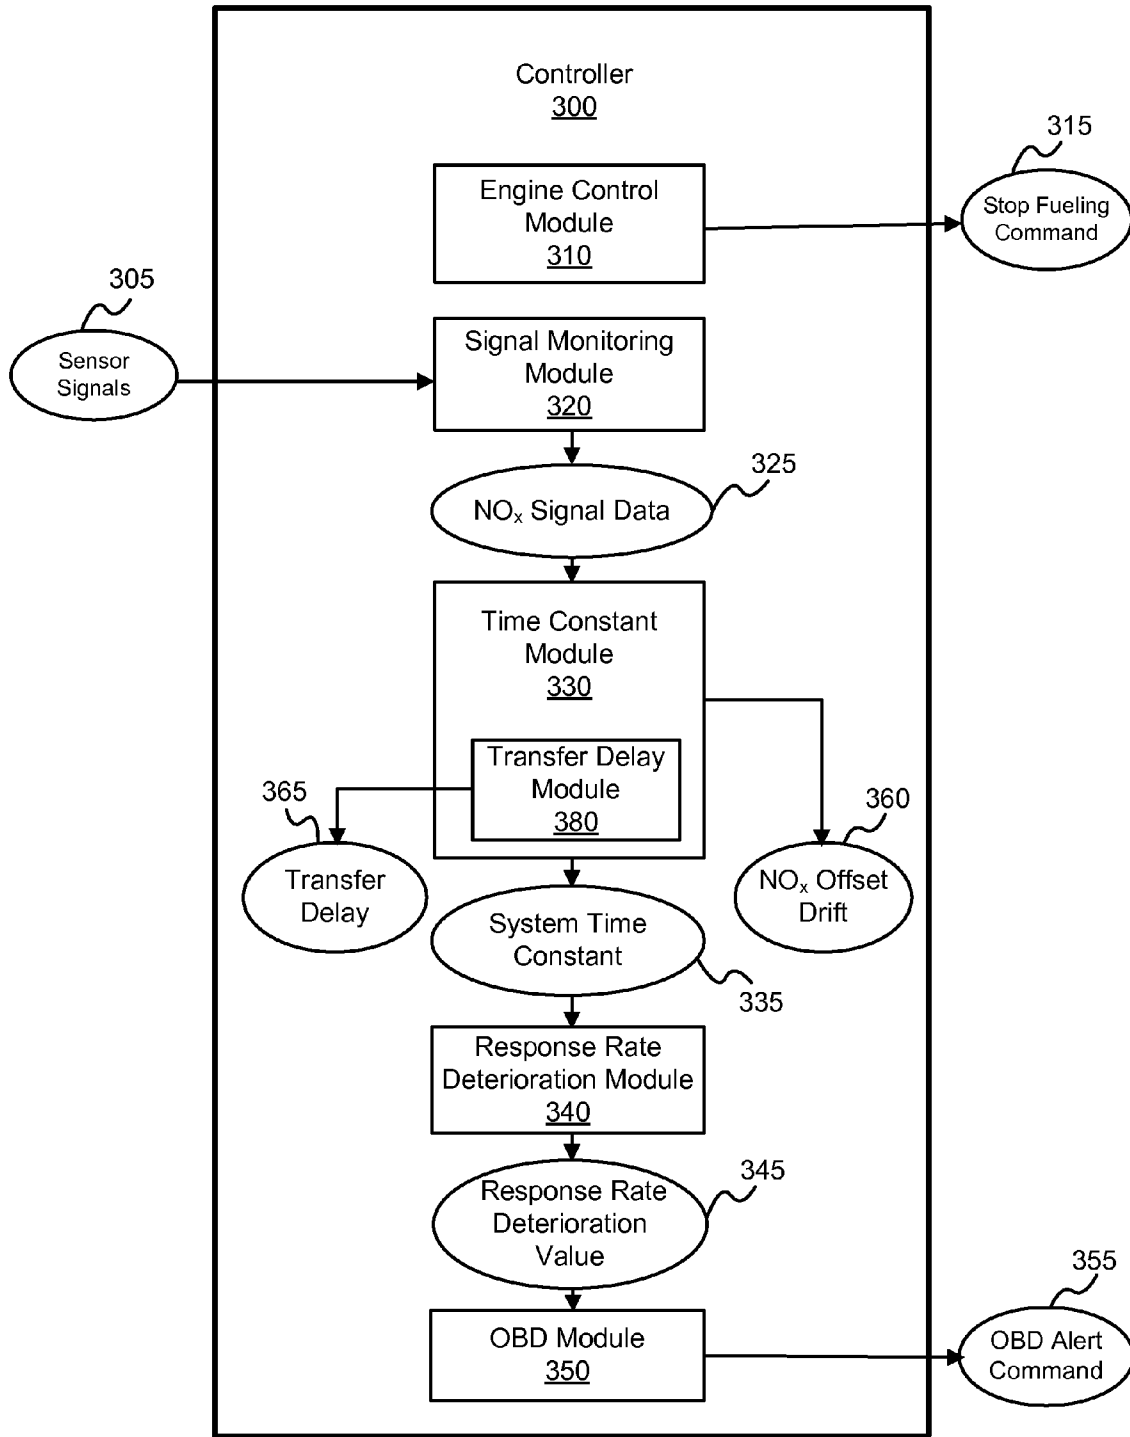 Controller
300
315
Engine Control
Module
310
Stop Fueling
Command
305
Sensor
Signals
Signal Monitoring
Module
320
325
NOx Signal Data
Time Constant
Module
330
Transfer Delay
Module
380
365
360
Transfer
Delay
NOx Offset
Drift
System Time
Constant
335
Response Rate
Deterioration Module
340
345
Response Rate
Deterioration
Value
355
OBD Module
350
OBD Alert
Command